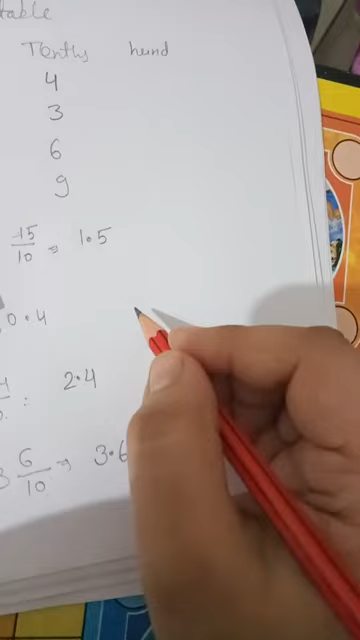 table
Tenths hund
4
3
6
9
15/10 = 1.5
0.4
2.4
3 6/10 => 3.6